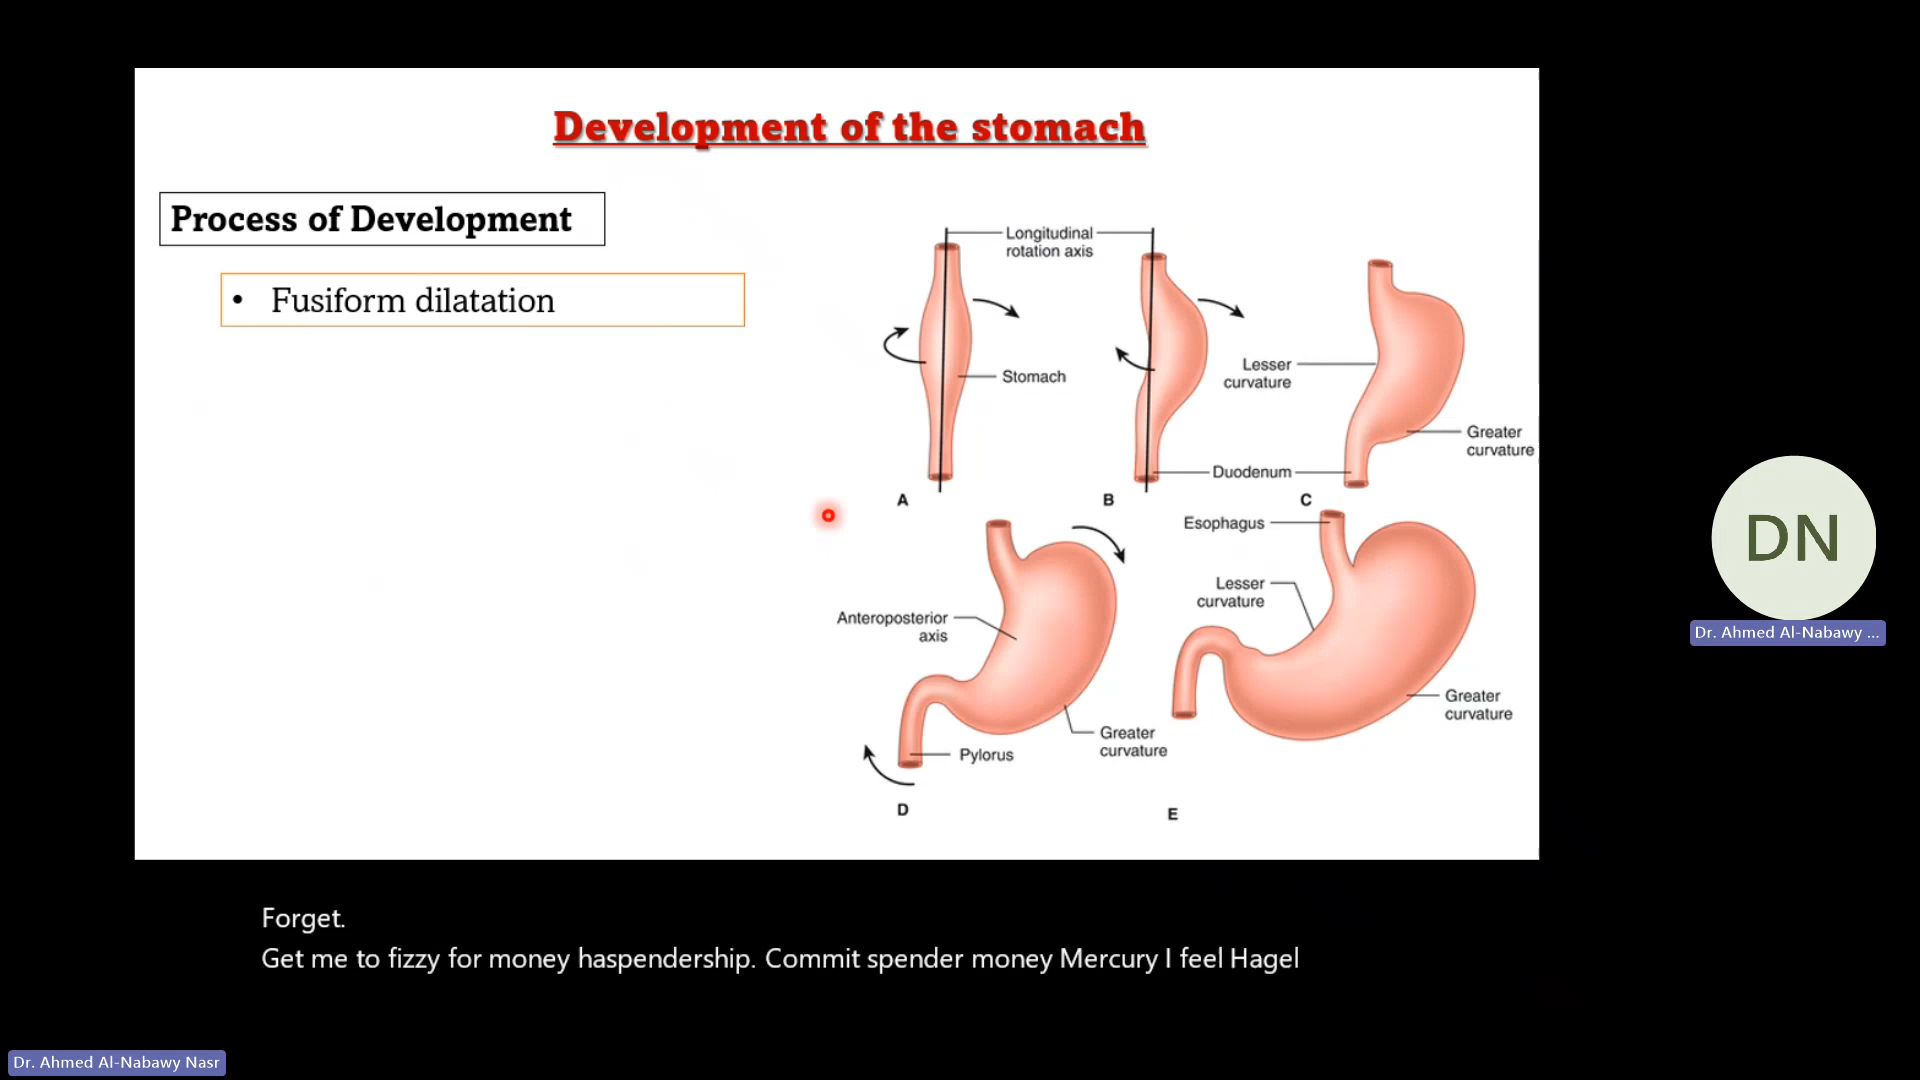 Development of the stomach
Process of Development
• Fusiform dilatation
Longitudinal
rotation axis
Stomach
Lesser
curvature
Greater
curvature
Duodenum
A
B
C
Esophagus
Lesser
curvature
Anteroposterior
axis
Greater
curvature
Greater
curvature
Pylorus
D
E
DN
Dr. Ahmed Al-Nabawy ...
Forget.
Get me to fizzy for money haspendership. Commit spender money Mercury I feel Hagel
Dr. Ahmed Al-Nabawy Nasr